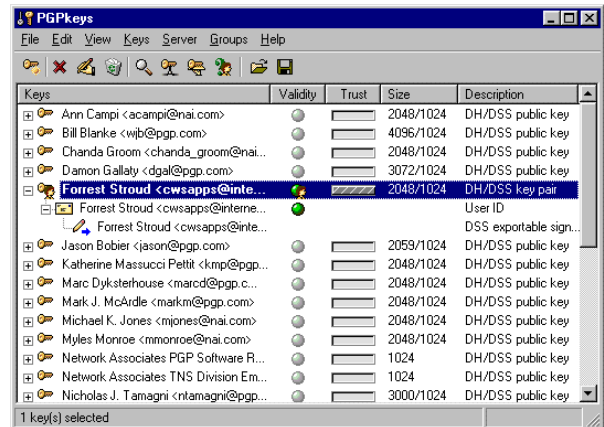 PGPkeys
File Edit View Keys Server Groups Help
Keys Validity Trust Size Description
Ann Campi <acampi@nai.com> 2048/1024 DH/DSS public key
Bill Blanke <wjb@pgp.com> 4096/1024 DH/DSS public key
Chanda Groom <chanda_groom@nai... 2048/1024 DH/DSS public key
Damon Gallaty <dgal@pgp.com> 3072/1024 DH/DSS public key
Forrest Stroud <cwsapps@inte... 2048/1024 DH/DSS key pair
Forrest Stroud <cwsapps@interne... User ID
Forrest Stroud <cwsapps@inte... DSS exportable sign...
Jason Bobier <jason@pgp.com> 2059/1024 DH/DSS public key
Katherine Massucci Pettit <kmp@pgp... 2048/1024 DH/DSS public key
Marc Dyksterhouse <marcd@pgp.c... 2048/1024 DH/DSS public key
Mark J. McArdle <markm@pgp.com> 2048/1024 DH/DSS public key
Michael K. Jones <mjones@nai.com> 2048/1024 DH/DSS public key
Myles Monroe <mmonroe@nai.com> 2048/1024 DH/DSS public key
Network Associates PGP Software R... 1024 DH/DSS public key
Network Associates TNS Division Em... 1024 DH/DSS public key
Nicholas J. Tamagni <ntamagni@pgp... 3000/1024 DH/DSS public key
1 key(s) selected